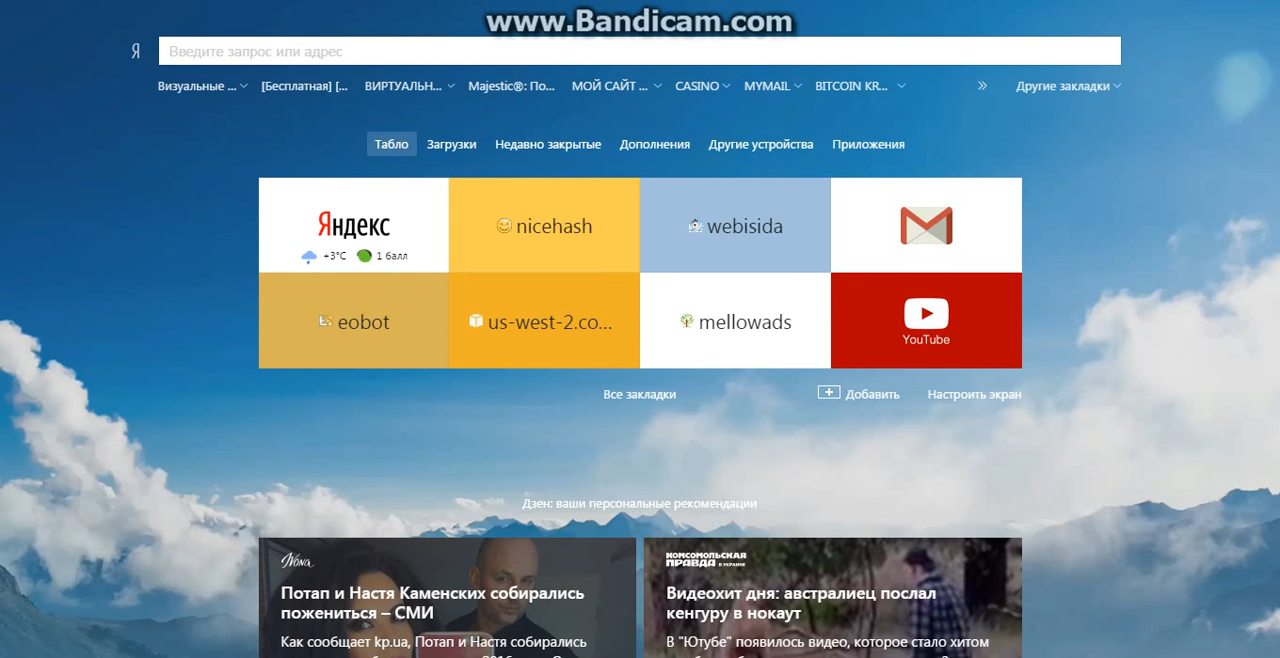 www.Bandicam.com
Я Введите запрос или адрес
Визуальные ... [Бесплатная] [... ВИРТУАЛЬН... Majestic®: По... МОЙ САЙТ ... CASINO MYMAIL BITCOIN KR... » Другие закладки
Табло Загрузки Недавно закрытые Дополнения Другие устройства Приложения
Яндекс
+3°C 1 балл
nicehash
webisida
eobot
us-west-2.co...
mellowads
YouTube
Все закладки Добавить Настроить экран
Дзен: ваши персональные рекомендации
Nona
Потап и Настя Каменских собирались
пожениться – СМИ
Как сообщает kp.ua, Потап и Настя собирались
КОМСОМОЛЬСКАЯ
ПРАВДА В УКРАИНЕ
Видеохит дня: австралиец послал
кенгуру в нокаут
В "Ютубе" появилось видео, которое стало хитом